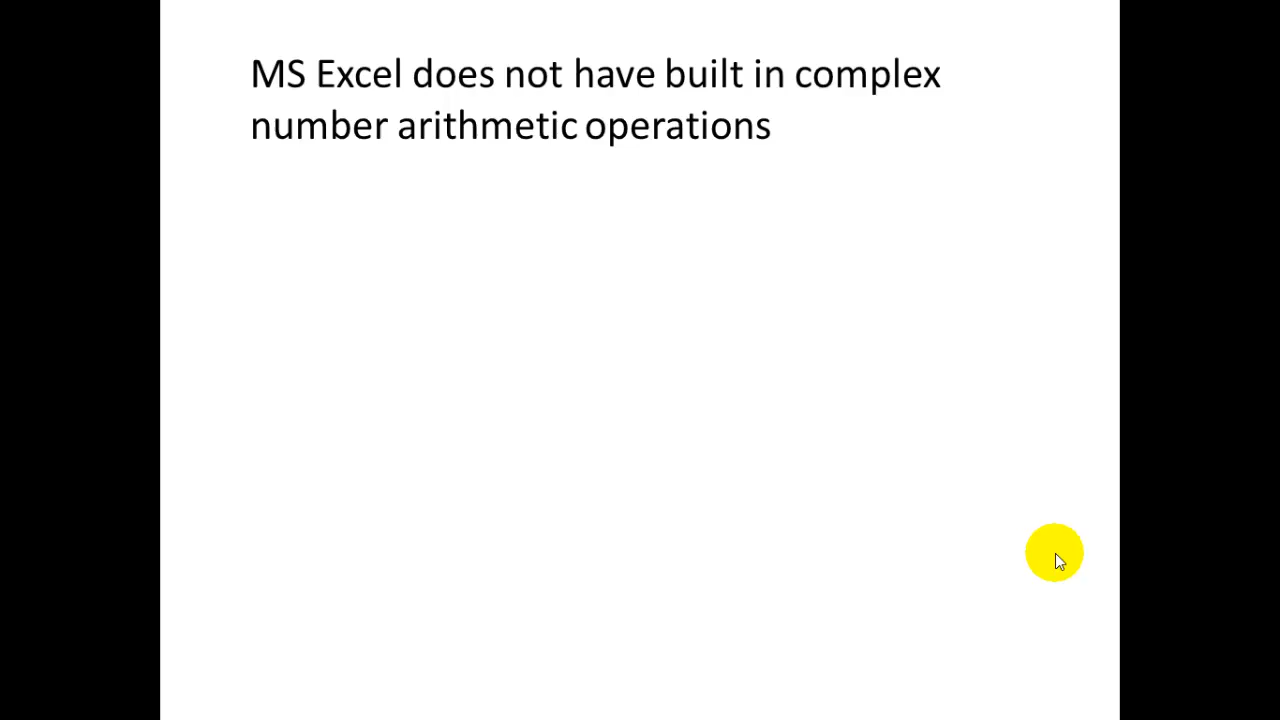 MS Excel does not have built in complex
number arithmetic operations